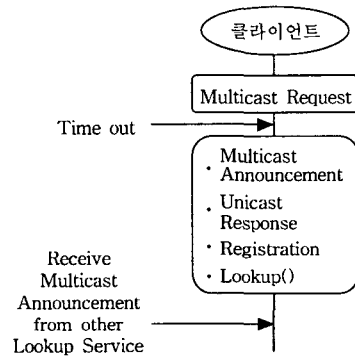 클라이언트
Multicast Request
Time out
· Multicast
Announcement
· Unicast
Response
· Registration
· Lookup()
Receive
Multicast
Announcement
from other
Lookup Service